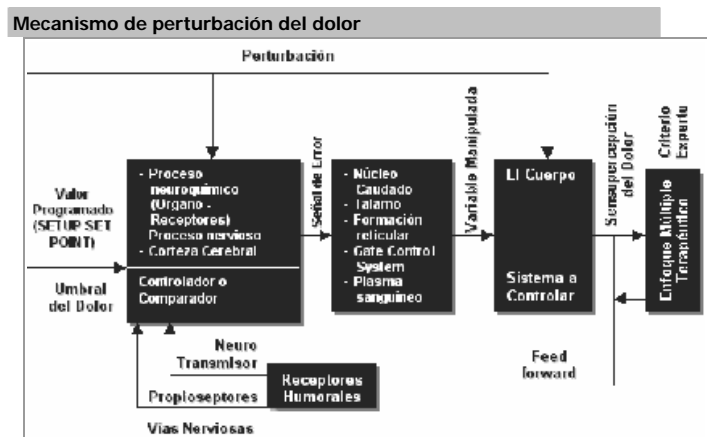 Mecanismo de perturbación del dolor
Perturbación
Valor
Programado
(SETUP SET
POINT)
Umbral
del Dolor
- Proceso
neuroquímico
(Organo -
Receptores)
Proceso nervioso
- Corteza Cerebral
Controlador o
Comparador
Señal de Error
- Núcleo
Caudado
- Talamo
- Formación
reticular
- Gate Control
System
- Plasma
sanguineo
Variable Manipulada
El Cuerpo
Sistema a
Controlar
Sensupercepción
del Dolor
Criterio
Experto
Enfoque Múltiple
Terapéutico
Feed
forward
Neuro
Transmisor
Receptores
Humorales
Propioseptores
Vías Nerviosas